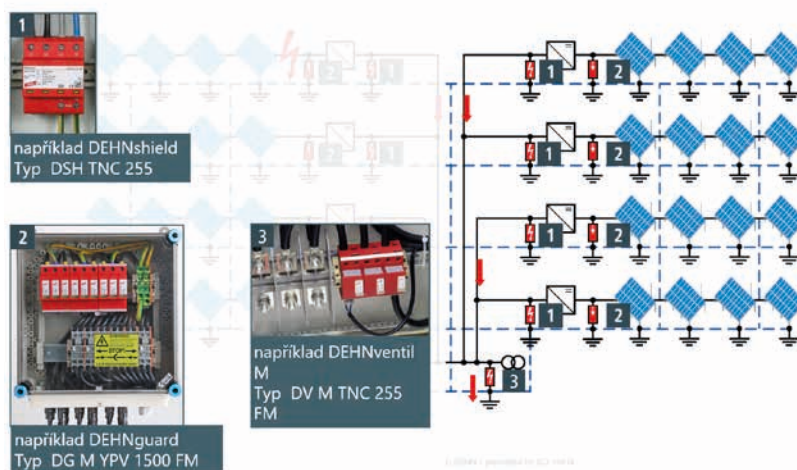 1
například DEHNshield
Typ DSH TNC 255
2
například DEHNguard
Typ DG M YPV 1500 FM
3
například DEHNventil
M
Typ DV M TNC 255
FM
1 2
1 2
1 2
1 2
3
STOP